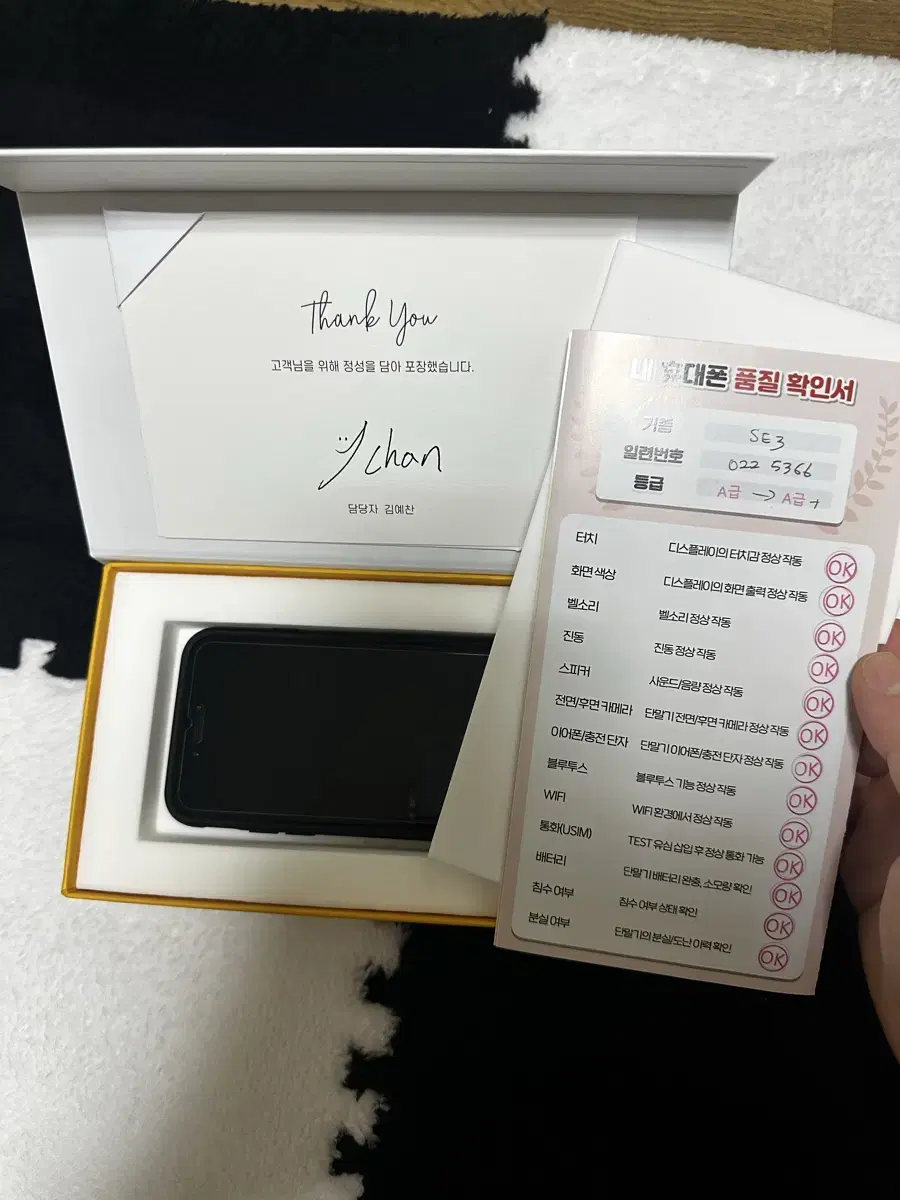 Thank You
고객님을 위해 정성을 담아 포장했습니다.
ychan
담당자 김예찬
내 휴대폰 품질 확인서
기종 SE3
일련번호 022 5366
등급 A급 → A급+
터치 디스플레이의 터치감 정상 작동 OK
화면 색상 디스플레이의 화면 출력 정상 작동 OK
벨소리 벨소리 정상 작동 OK
진동 진동 정상 작동 OK
스피커 사운드/음량 정상 작동 OK
전면/후면 카메라 단말기 전면/후면 카메라 정상 작동 OK
이어폰/충전 단자 단말기 이어폰/충전 단자 정상 작동 OK
블루투스 블루투스 기능 정상 작동 OK
WIFI WIFI 환경에서 정상 작동 OK
통화(USIM) TEST 유심 삽입 후 정상 통화 가능 OK
배터리 단말기 배터리 완충, 소모량 확인 OK
침수 여부 침수 여부 상태 확인 OK
분실 여부 단말기의 분실/도난 이력 확인 OK